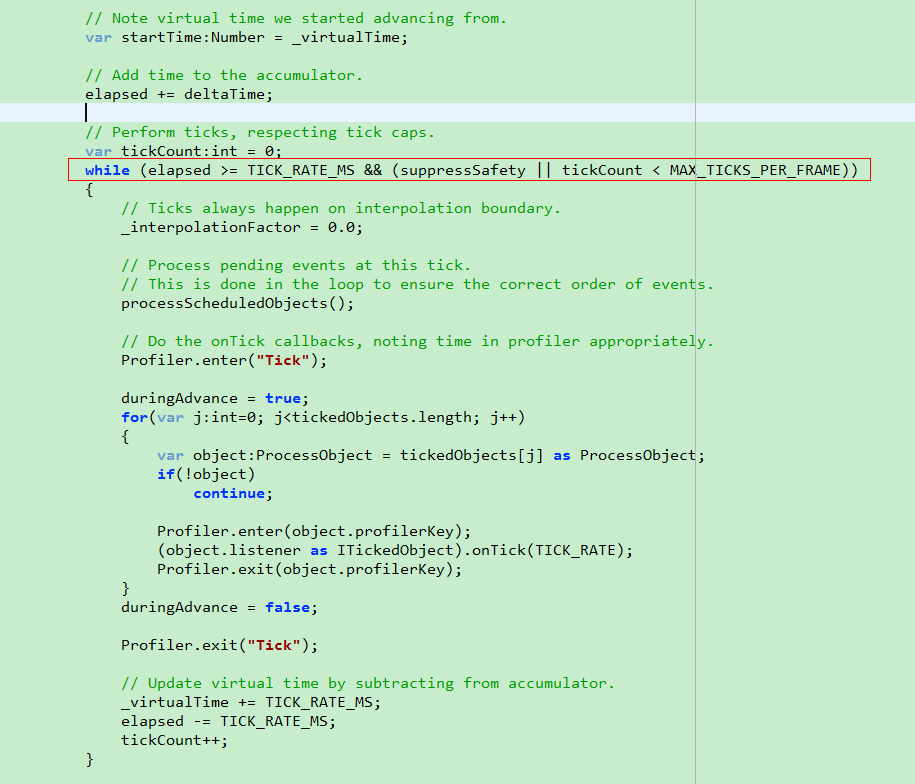 // Note virtual time we started advancing from.
var startTime:Number = _virtualTime;
// Add time to the accumulator.
elapsed += deltaTime;
// Perform ticks, respecting tick caps.
var tickCount:int = 0;
while (elapsed >= TICK_RATE_MS && (suppressSafety || tickCount < MAX_TICKS_PER_FRAME))
{
// Ticks always happen on interpolation boundary.
_interpolationFactor = 0.0;
// Process pending events at this tick.
// This is done in the loop to ensure the correct order of events.
processScheduledObjects();
// Do the onTick callbacks, noting time in profiler appropriately.
Profiler.enter("Tick");
duringAdvance = true;
for(var j:int=0; j<tickedObjects.length; j++)
{
var object:ProcessObject = tickedObjects[j] as ProcessObject;
if(!object)
continue;
Profiler.enter(object.profilerKey);
(object.listener as ITickedObject).onTick(TICK_RATE);
Profiler.exit(object.profilerKey);
}
duringAdvance = false;
Profiler.exit("Tick");
// Update virtual time by subtracting from accumulator.
_virtualTime += TICK_RATE_MS;
elapsed -= TICK_RATE_MS;
tickCount++;
}